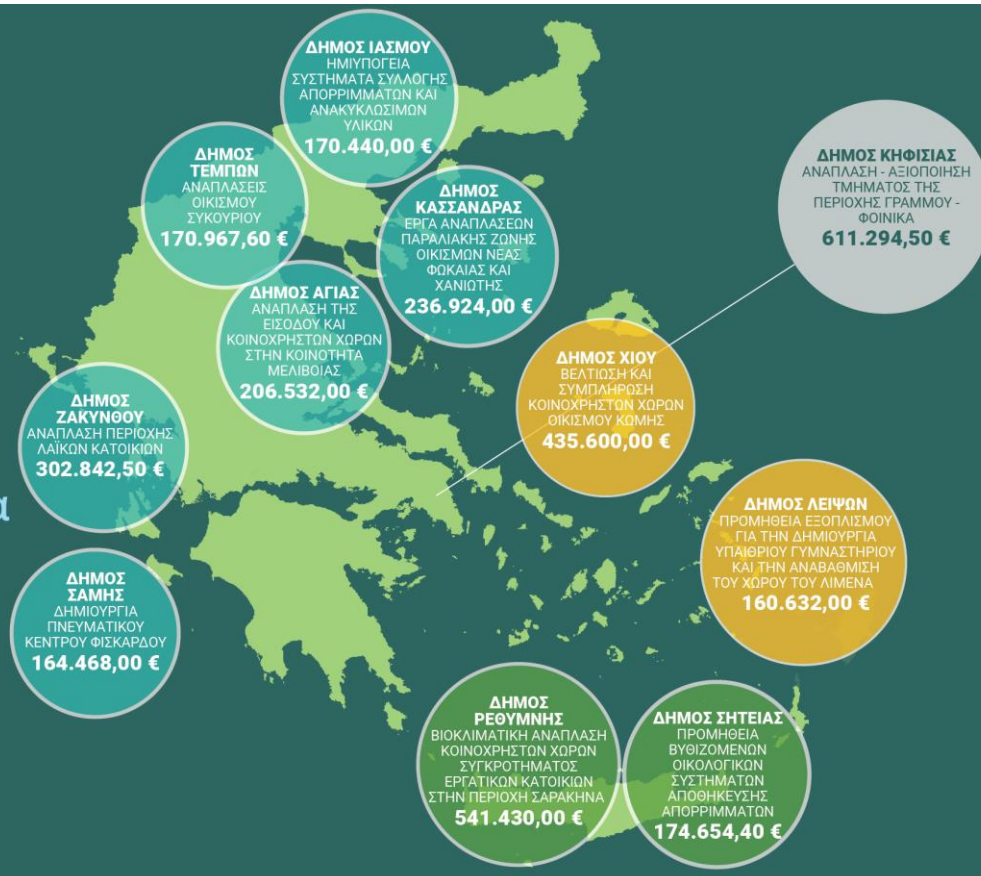 ΔΗΜΟΣ ΙΑΣΜΟΥ
ΗΜΙΥΠΟΓΕΙΑ
ΣΥΣΤΗΜΑΤΑ ΣΥΛΛΟΓΗΣ
ΑΠΟΡΡΙΜΜΑΤΩΝ ΚΑΙ
ΑΝΑΚΥΚΛΩΣΙΜΩΝ
ΥΛΙΚΩΝ
170.440,00 €
ΔΗΜΟΣ
ΤΕΜΠΩΝ
ΑΝΑΠΛΑΣΕΙΣ
ΟΙΚΙΣΜΟΥ
ΣΥΚΟΥΡΙΟΥ
170.967,60 €
ΔΗΜΟΣ
ΚΑΣΣΑΝΔΡΑΣ
ΕΡΓΑ ΑΝΑΠΛΑΣΕΩΝ
ΠΑΡΑΛΙΑΚΗΣ ΖΩΝΗΣ
ΟΙΚΙΣΜΩΝ ΝΕΑΣ
ΦΩΚΑΙΑΣ ΚΑΙ
ΧΑΝΙΩΤΗΣ
236.924,00 €
ΔΗΜΟΣ ΚΗΦΙΣΙΑΣ
ΑΝΑΠΛΑΣΗ - ΑΞΙΟΠΟΙΗΣΗ
ΤΜΗΜΑΤΟΣ ΤΗΣ
ΠΕΡΙΟΧΗΣ ΓΡΑΜΜΟΥ -
ΦΟΙΝΙΚΑ
611.294,50 €
ΔΗΜΟΣ ΑΓΙΑΣ
ΑΝΑΠΛΑΣΗ ΤΗΣ
ΕΙΣΟΔΟΥ ΚΑΙ
ΚΟΙΝΟΧΡΗΣΤΩΝ ΧΩΡΩΝ
ΣΤΗΝ ΚΟΙΝΟΤΗΤΑ
ΜΕΛΙΒΟΙΑΣ
206.532,00 €
ΔΗΜΟΣ ΧΙΟΥ
ΒΕΛΤΙΩΣΗ ΚΑΙ
ΣΥΜΠΛΗΡΩΣΗ
ΚΟΙΝΟΧΡΗΣΤΩΝ ΧΩΡΩΝ
ΟΙΚΙΣΜΟΥ ΚΩΜΗΣ
435.600,00 €
ΔΗΜΟΣ
ΖΑΚΥΝΘΟΥ
ΑΝΑΠΛΑΣΗ ΠΕΡΙΟΧΗΣ
ΛΑΪΚΩΝ ΚΑΤΟΙΚΙΩΝ
302.842,50 €
α
ΔΗΜΟΣ ΛΕΙΨΩΝ
ΠΡΟΜΗΘΕΙΑ ΕΞΟΠΛΙΣΜΟΥ
ΓΙΑ ΤΗΝ ΔΗΜΙΟΥΡΓΙΑ
ΥΠΑΙΘΡΙΟΥ ΓΥΜΝΑΣΤΗΡΙΟΥ
ΚΑΙ ΤΗΝ ΑΝΑΒΑΘΜΙΣΗ
ΤΟΥ ΧΩΡΟΥ ΤΟΥ ΛΙΜΕΝΑ
160.632,00 €
ΔΗΜΟΣ
ΣΑΜΗΣ
ΔΗΜΙΟΥΡΓΙΑ
ΠΝΕΥΜΑΤΙΚΟΥ
ΚΕΝΤΡΟΥ ΦΙΣΚΑΡΔΟΥ
164.468,00 €
ΔΗΜΟΣ
ΡΕΘΥΜΝΗΣ
ΒΙΟΚΛΙΜΑΤΙΚΗ ΑΝΑΠΛΑΣΗ
ΚΟΙΝΟΧΡΗΣΤΩΝ ΧΩΡΩΝ
ΣΥΓΚΡΟΤΗΜΑΤΟΣ
ΕΡΓΑΤΙΚΩΝ ΚΑΤΟΙΚΙΩΝ
ΣΤΗΝ ΠΕΡΙΟΧΗ ΣΑΡΑΚΗΝΑ
541.430,00 €
ΔΗΜΟΣ ΣΗΤΕΙΑΣ
ΠΡΟΜΗΘΕΙΑ
ΒΥΘΙΖΟΜΕΝΩΝ
ΟΙΚΟΛΟΓΙΚΩΝ
ΣΥΣΤΗΜΑΤΩΝ
ΑΠΟΘΗΚΕΥΣΗΣ
ΑΠΟΡΡΙΜΜΑΤΩΝ
174.654,40 €